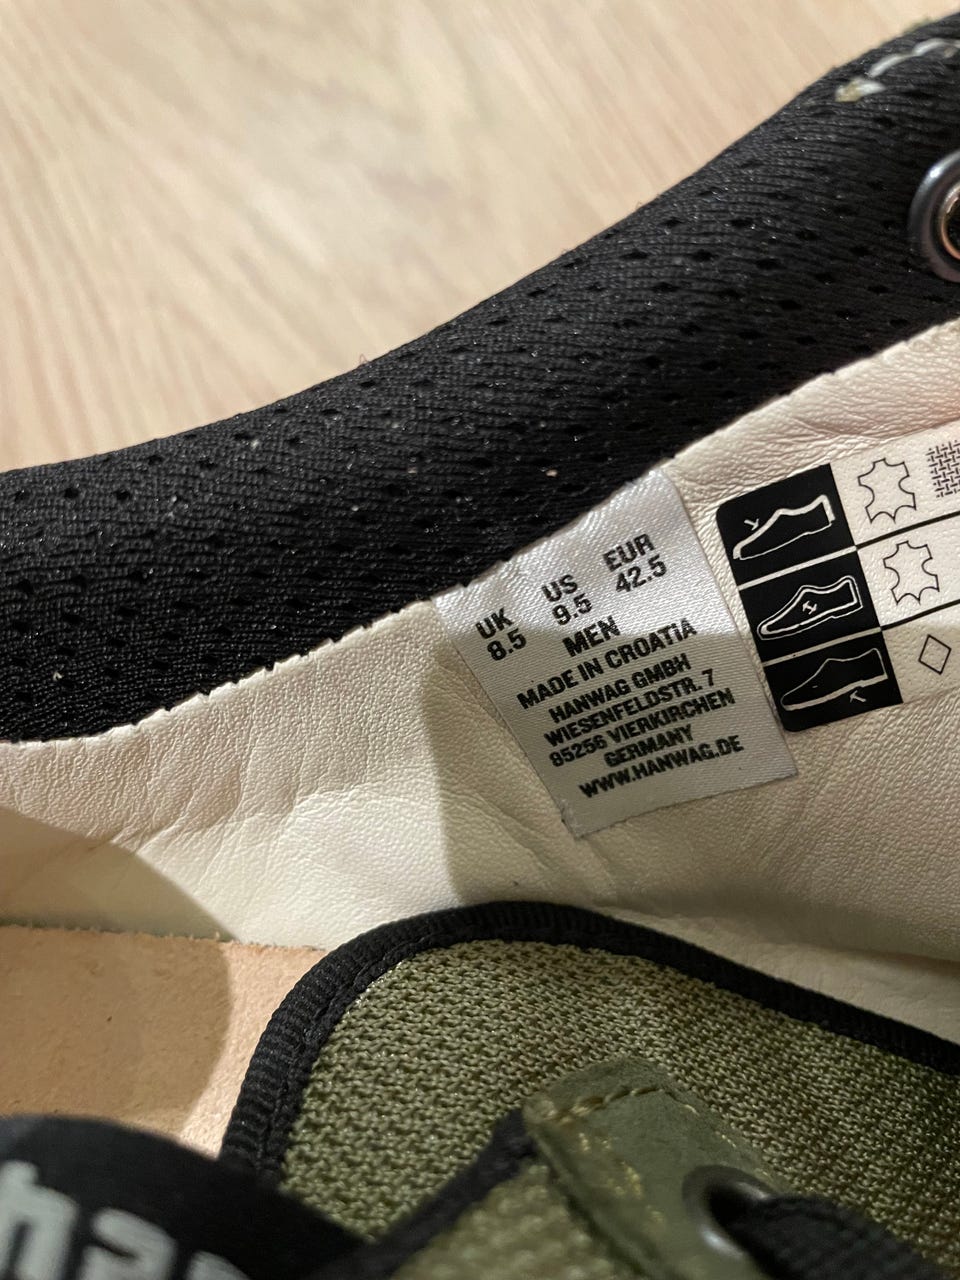 UK US EUR
8.5 9.5 42.5
MEN
MADE IN CROATIA
HANWAG GMBH
WIESENFELDSTR. 7
85256 VIERKIRCHEN
GERMANY
WWW.HANWAG.DE